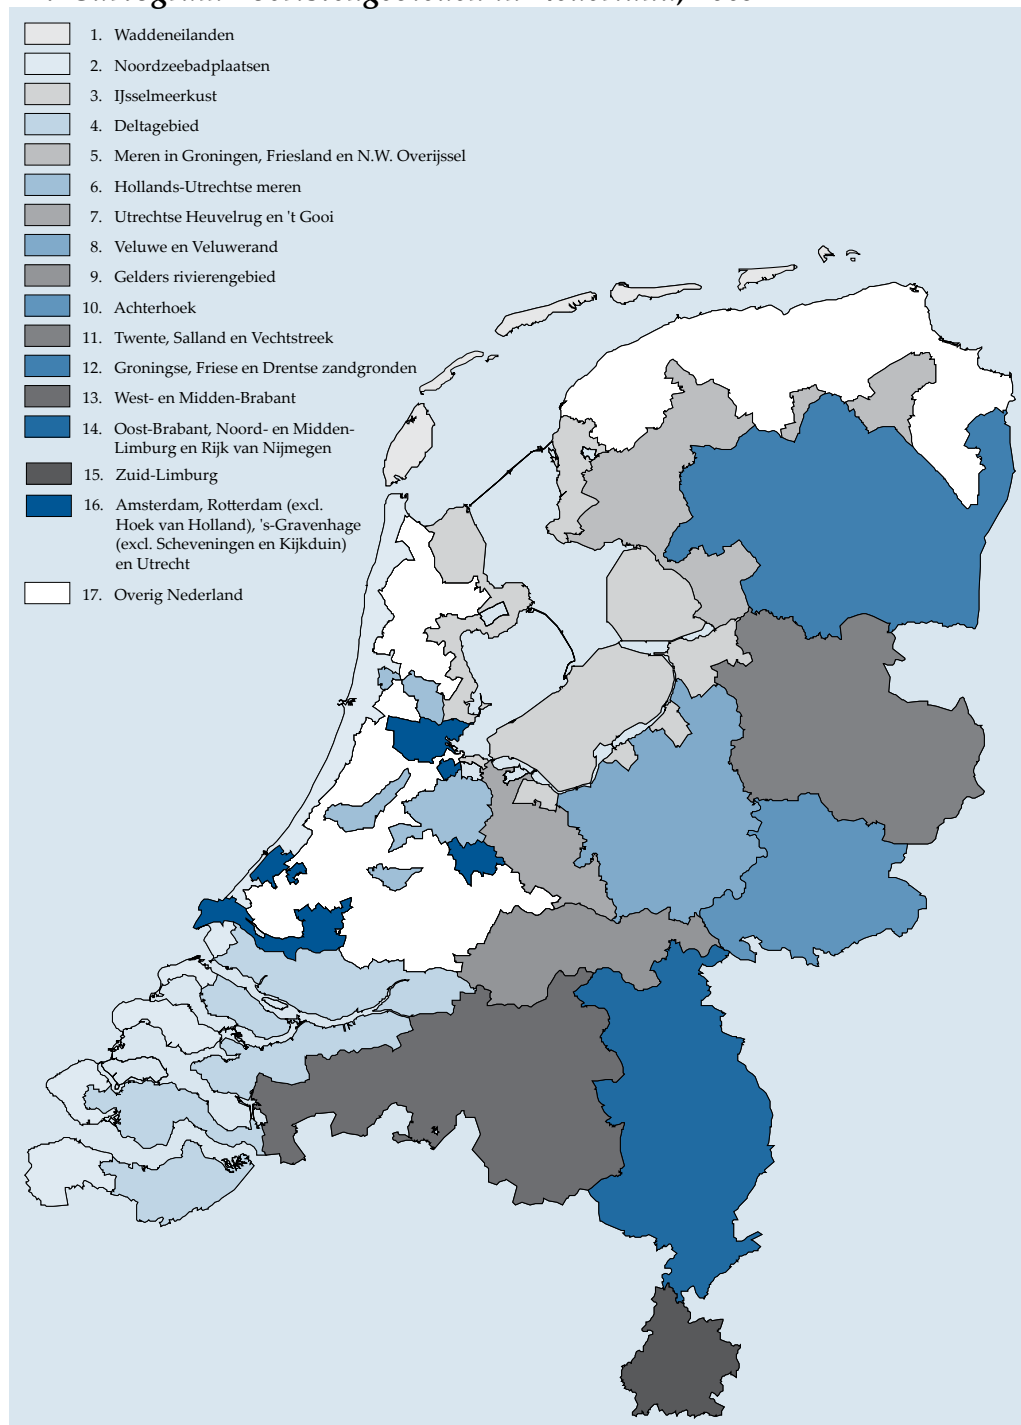 1. Waddeneilanden
2. Noordzeebadplaatsen
3. IJsselmeerkust
4. Deltagebied
5. Meren in Groningen, Friesland en N.W. Overijssel
6. Hollands-Utrechtse meren
7. Utrechtse Heuvelrug en 't Gooi
8. Veluwe en Veluwerand
9. Gelders rivierengebied
10. Achterhoek
11. Twente, Salland en Vechtstreek
12. Groningse, Friese en Drentse zandgronden
13. West- en Midden-Brabant
14. Oost-Brabant, Noord- en Midden-
Limburg en Rijk van Nijmegen
15. Zuid-Limburg
16. Amsterdam, Rotterdam (excl.
Hoek van Holland), 's-Gravenhage
(excl. Scheveningen en Kijkduin)
en Utrecht
17. Overig Nederland